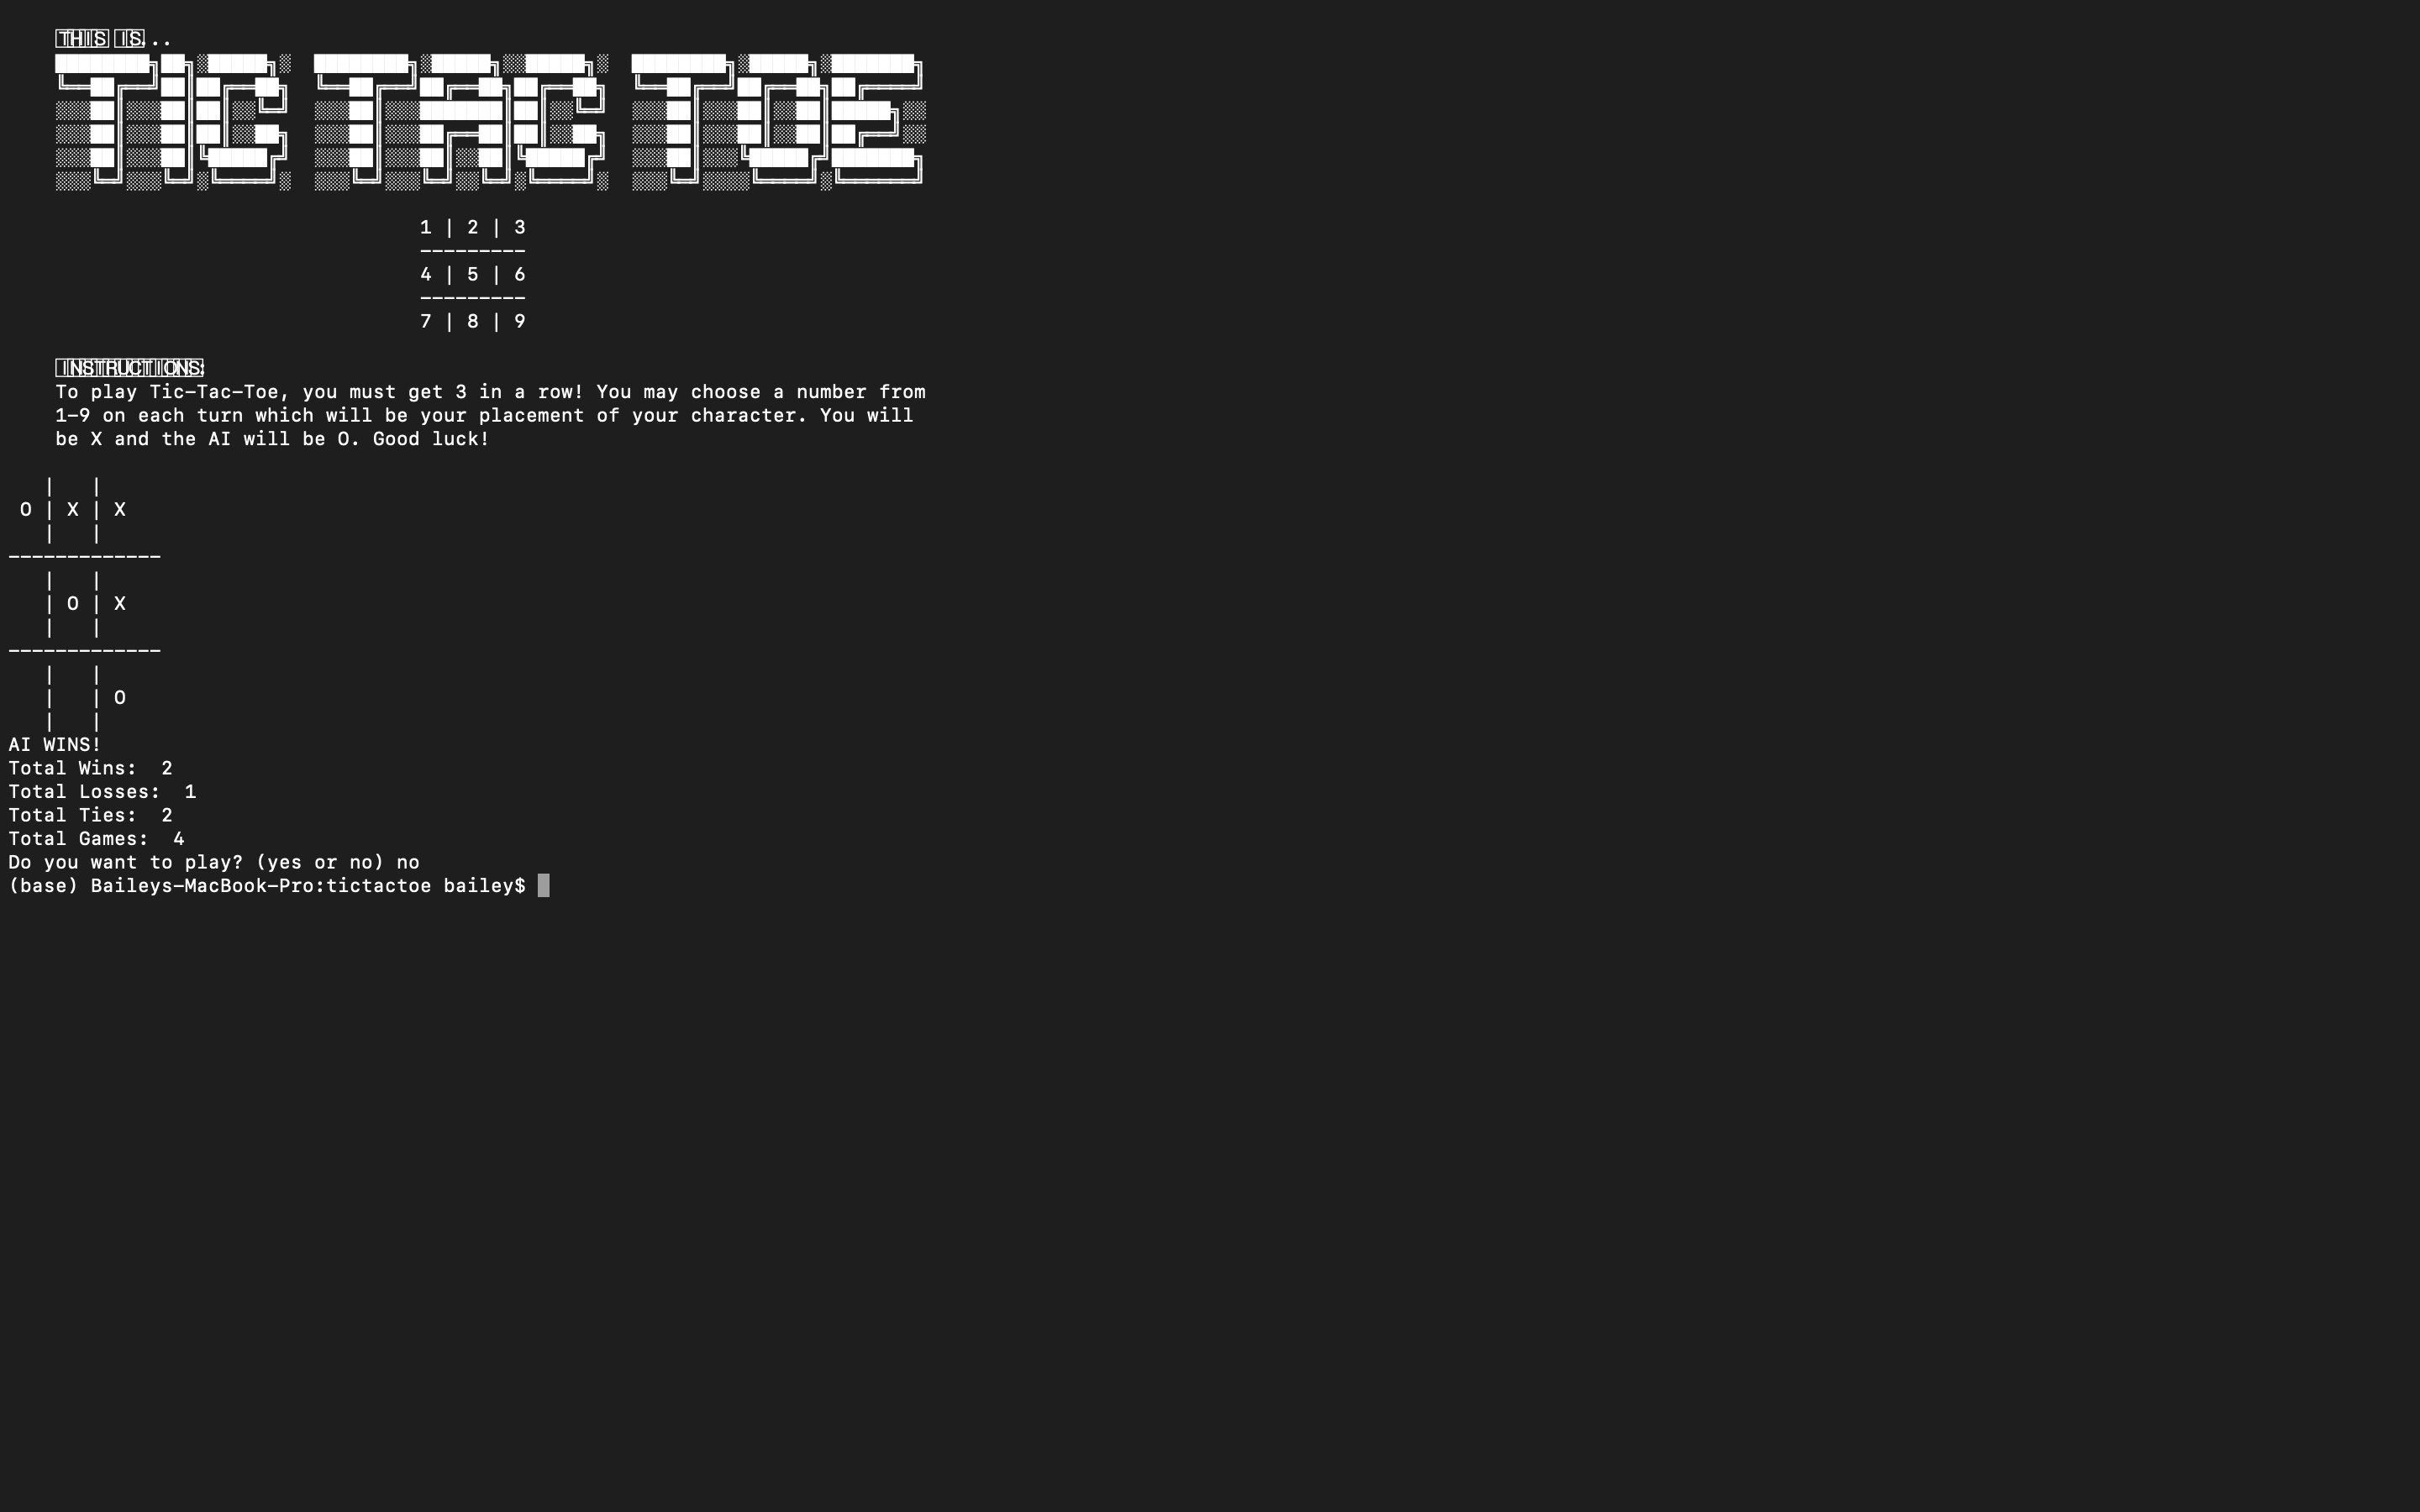 THIS IS...
TIC TAC TOE
1 | 2 | 3
---------
4 | 5 | 6
---------
7 | 8 | 9
INSTRUCTIONS:
To play Tic-Tac-Toe, you must get 3 in a row! You may choose a number from
1-9 on each turn which will be your placement of your character. You will
be X and the AI will be O. Good luck!
| |
O | X | X
| |
-------------
| |
| O | X
| |
-------------
| |
| | O
| |
AI WINS!
Total Wins:  2
Total Losses:  1
Total Ties:  2
Total Games:  4
Do you want to play? (yes or no) no
(base) Baileys-MacBook-Pro:tictactoe bailey$